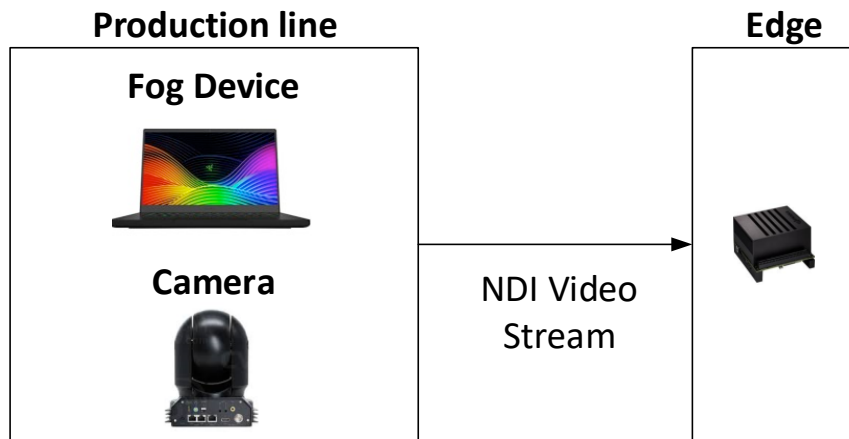 Production line
Edge
Fog Device
Camera
NDI Video
Stream